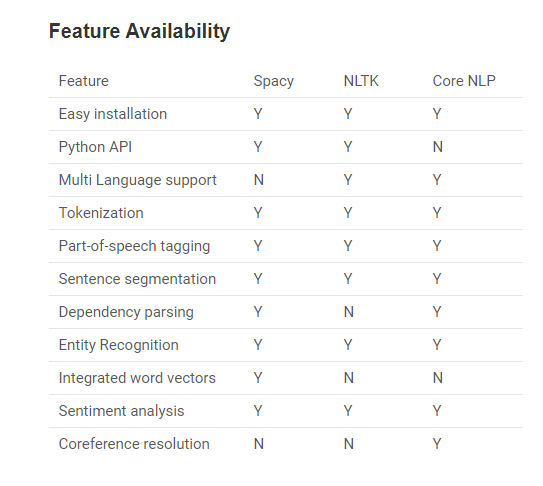 Feature Availability
Feature Spacy NLTK Core NLP
Easy installation Y Y Y
Python API Y Y N
Multi Language support N Y Y
Tokenization Y Y Y
Part-of-speech tagging Y Y Y
Sentence segmentation Y Y Y
Dependency parsing Y N Y
Entity Recognition Y Y Y
Integrated word vectors Y N N
Sentiment analysis Y Y Y
Coreference resolution N N Y